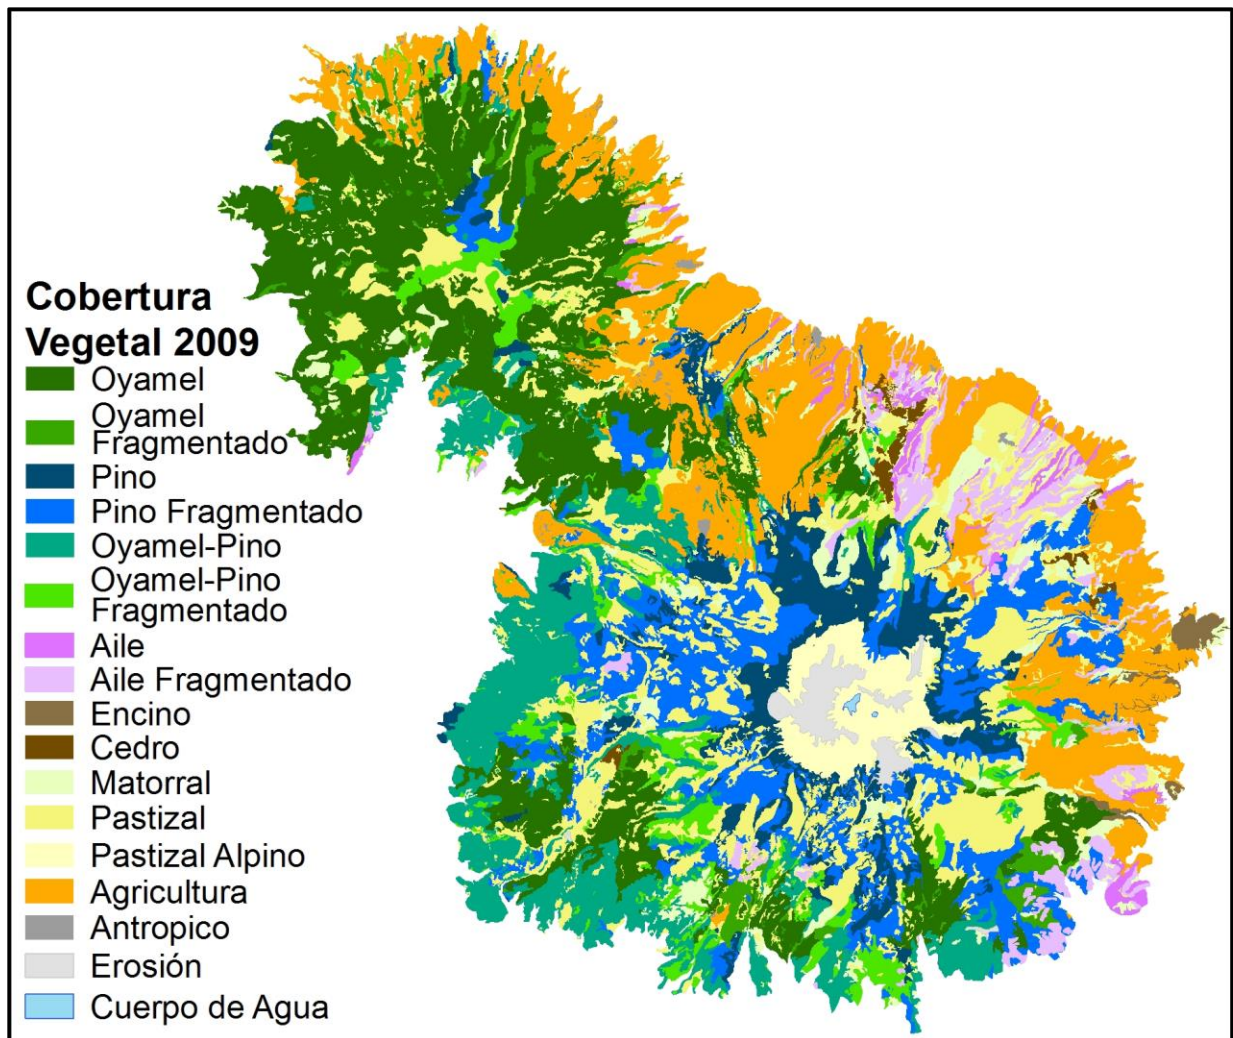 Cobertura
Vegetal 2009
Oyamel
Oyamel
Fragmentado
Pino
Pino Fragmentado
Oyamel-Pino
Oyamel-Pino
Fragmentado
Aile
Aile Fragmentado
Encino
Cedro
Matorral
Pastizal
Pastizal Alpino
Agricultura
Antropico
Erosión
Cuerpo de Agua